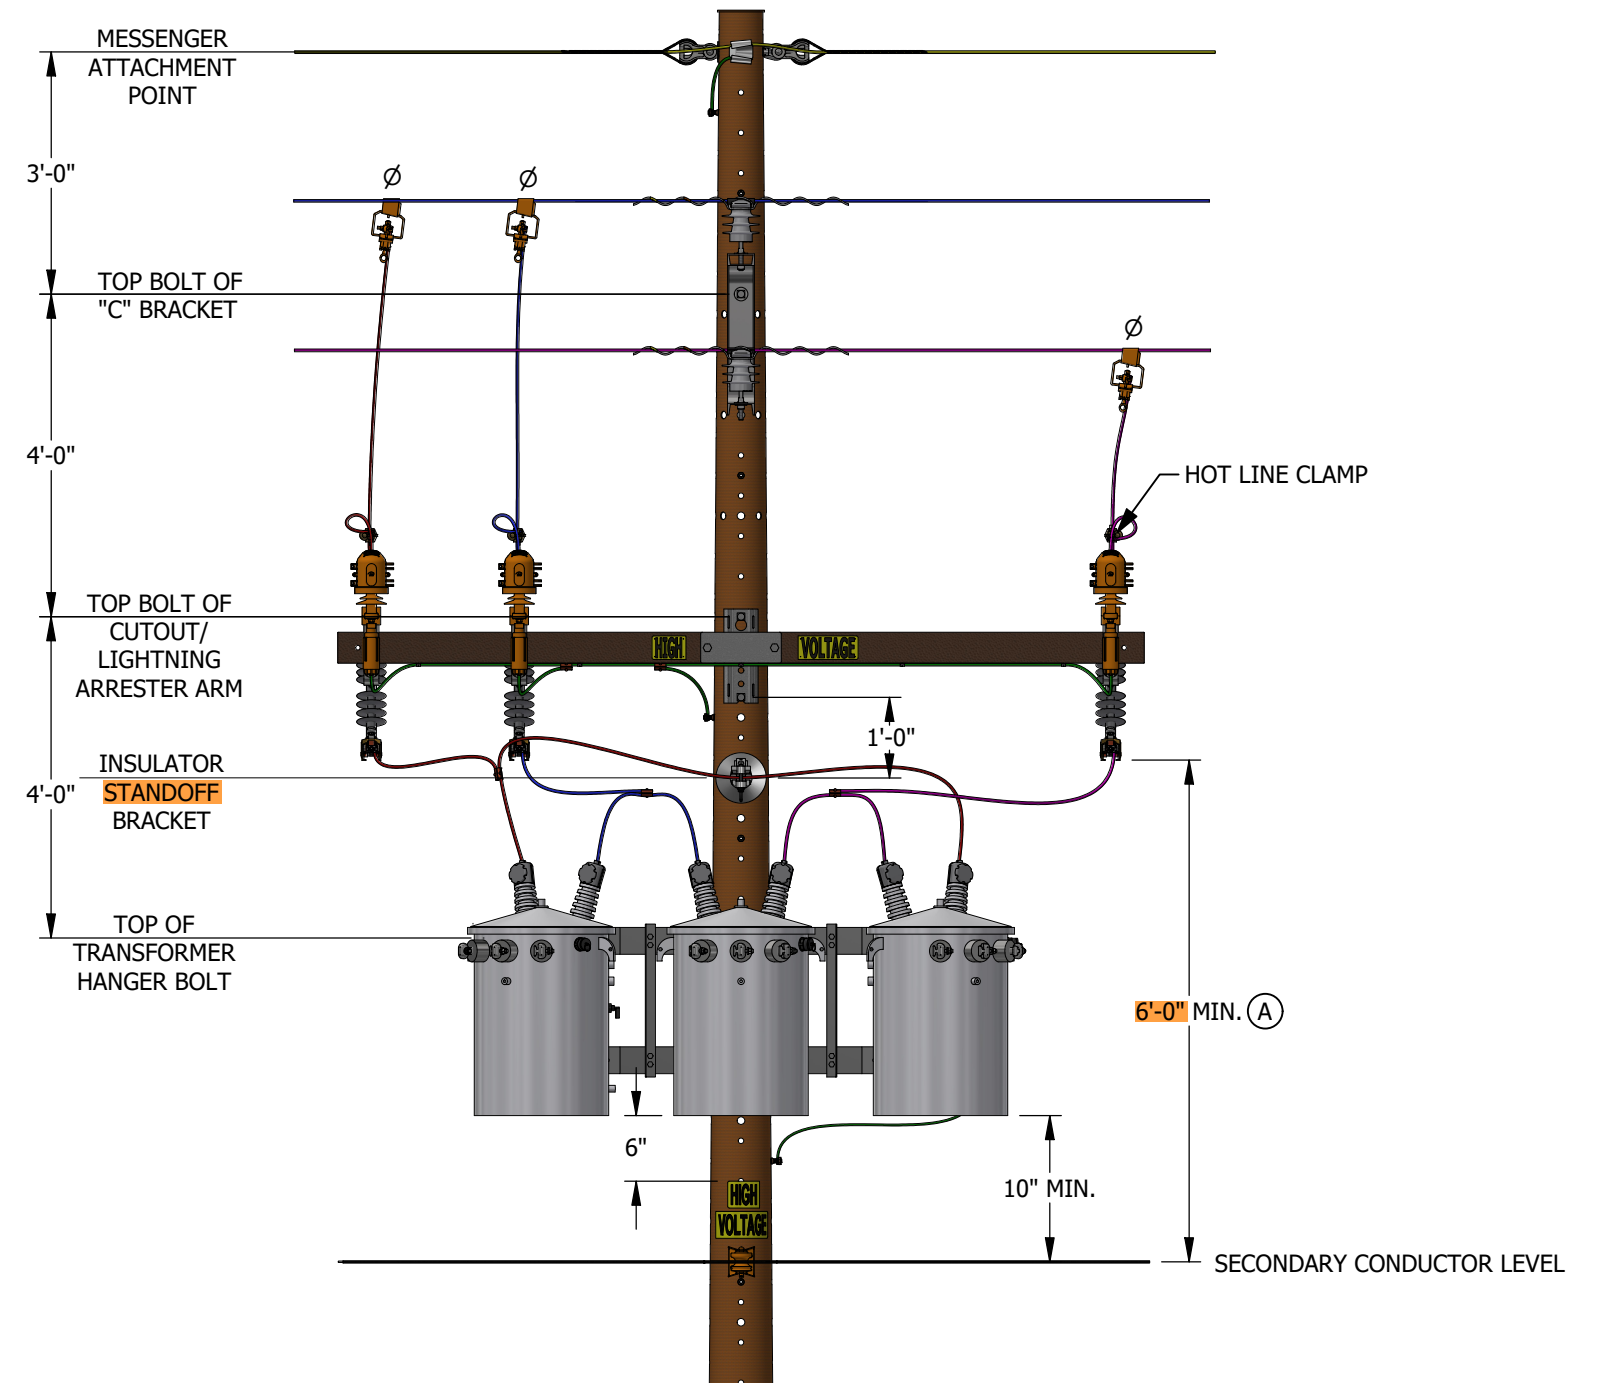 MESSENGER
ATTACHMENT
POINT
3'-0"
Ø
Ø
TOP BOLT OF
"C" BRACKET
Ø
4'-0"
HOT LINE CLAMP
TOP BOLT OF
CUTOUT/
LIGHTNING
ARRESTER ARM
HIGH VOLTAGE
1'-0"
INSULATOR
STANDOFF
BRACKET
4'-0"
TOP OF
TRANSFORMER
HANGER BOLT
6'-0" MIN. A
6"
10" MIN.
HIGH
VOLTAGE
SECONDARY CONDUCTOR LEVEL